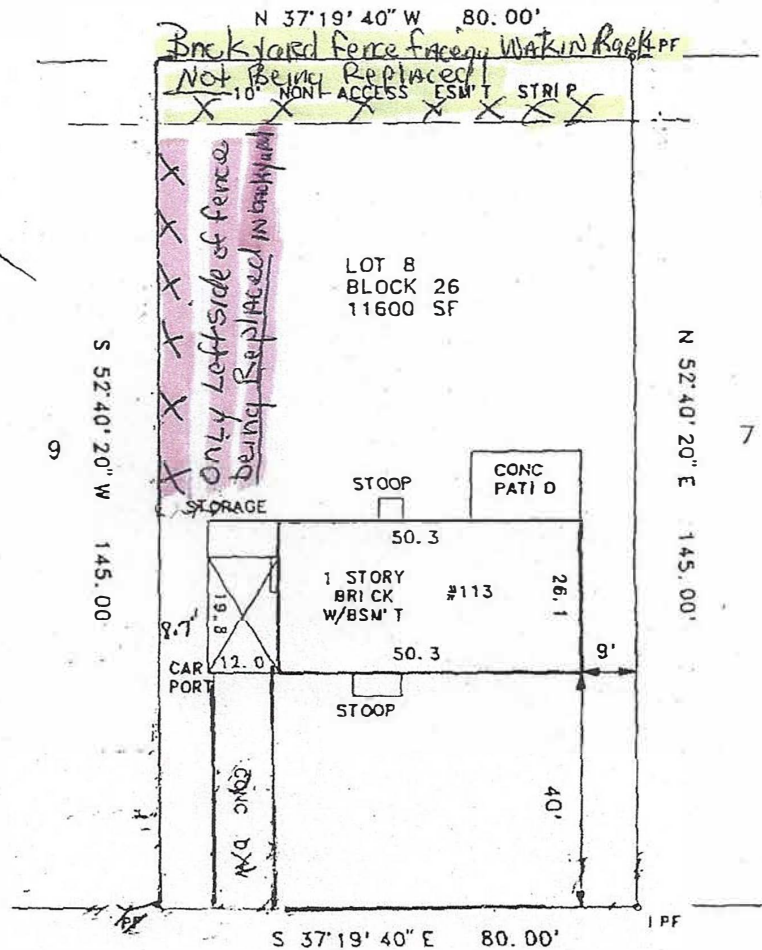 N 37°19' 40" W 80.00'
Backyard fence facing WAKIN Park
IPF
Not Being Replaced!
10' NON-ACCESS ESM'T STRIP
X X X X X X X
X
X
X
X
X
X
Only Left side of fence
being Replaced IN backyard
LOT 8
BLOCK 26
11600 SF
S 52°40' 20" W 145.00
N 52°40' 20" E 145.00'
9
7
STORAGE
STOOP
CONC
PATIO
50.3
1 STORY
BRICK
W/BSM'T
#113
26.1
19.8
8.7'
12.0
50.3
9'
CAR
PORT
STOOP
CONC D/W
40'
IPF
IPF
S 37°19' 40" E 80.00'